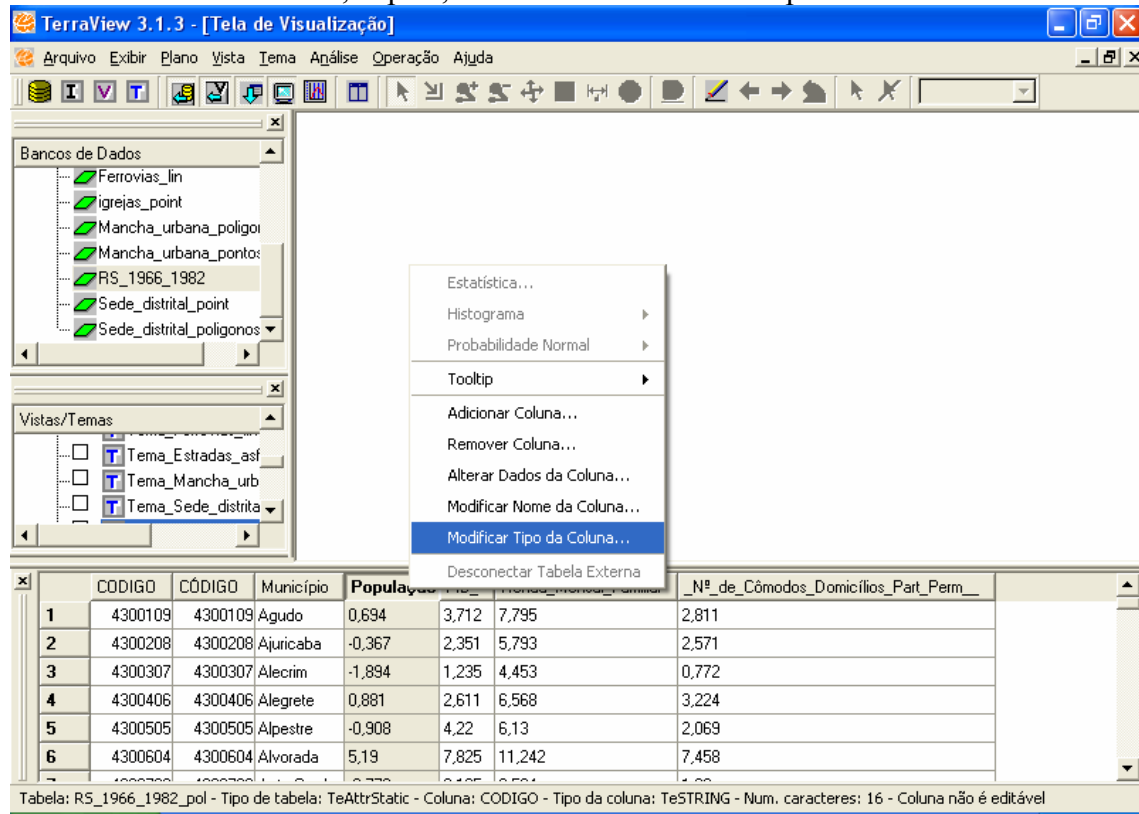 TerraView 3.1.3 - [Tela de Visualização]
Arquivo Exibir Plano Vista Tema Análise Operação Ajuda
Bancos de Dados
Ferrovias_lin
igrejas_point
Mancha_urbana_poligo
Mancha_urbana_pontos
RS_1966_1982
Sede_distrital_point
Sede_distrital_poligonos
Vistas/Temas
Tema_Estradas_asf
Tema_Mancha_urb
Tema_Sede_distrita
Estatística...
Histograma
Probabilidade Normal
Tooltip
Adicionar Coluna...
Remover Coluna...
Alterar Dados da Coluna...
Modificar Nome da Coluna...
Modificar Tipo da Coluna...
Desconectar Tabela Externa
CODIGO CÓDIGO Município População _Nº_de_Cômodos_Domicílios_Part_Perm__
1 4300109 4300109 Agudo 0,694 3,712 7,795 2,811
2 4300208 4300208 Ajuricaba -0,367 2,351 5,793 2,571
3 4300307 4300307 Alecrim -1,894 1,235 4,453 0,772
4 4300406 4300406 Alegrete 0,881 2,611 6,568 3,224
5 4300505 4300505 Alpestre -0,908 4,22 6,13 2,069
6 4300604 4300604 Alvorada 5,19 7,825 11,242 7,458
Tabela: RS_1966_1982_pol - Tipo de tabela: TeAttrStatic - Coluna: CODIGO - Tipo da coluna: TeSTRING - Num. caracteres: 16 - Coluna não é editável